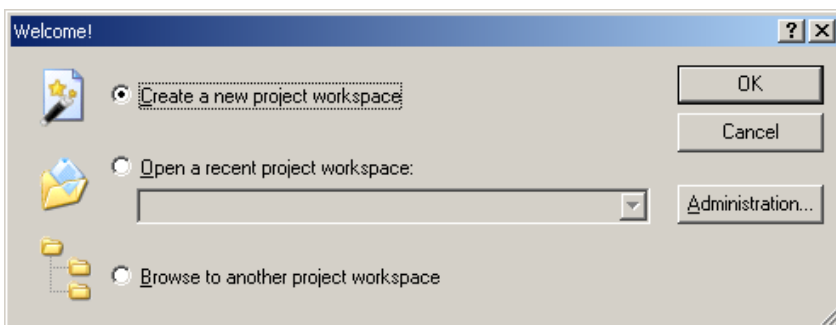 Welcome!
Create a new project workspace
OK
Cancel
Open a recent project workspace:
Administration...
Browse to another project workspace